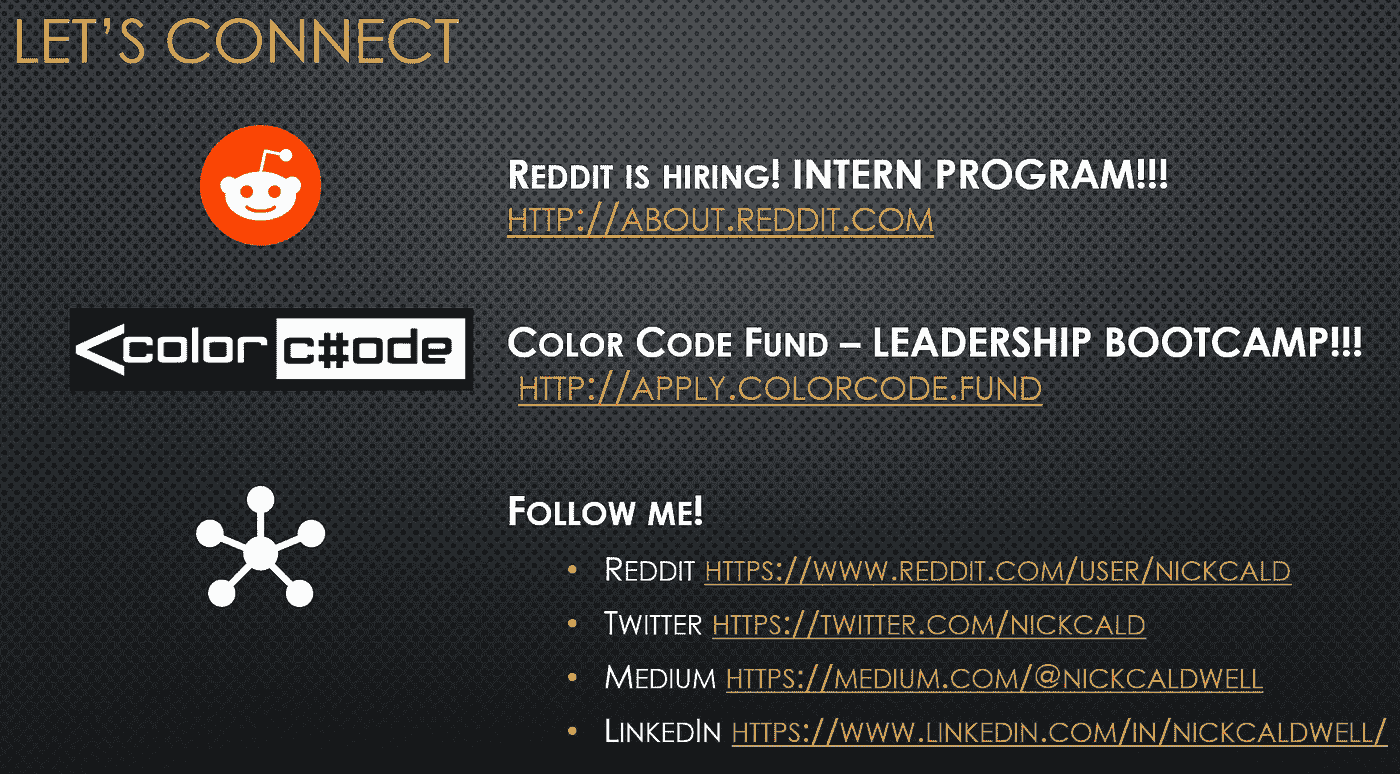 LET'S CONNECT
REDDIT IS HIRING! INTERN PROGRAM!!!
HTTP://ABOUT.REDDIT.COM
<color c#ode
COLOR CODE FUND – LEADERSHIP BOOTCAMP!!!
HTTP://APPLY.COLORCODE.FUND
FOLLOW ME!
• REDDIT HTTPS://WWW.REDDIT.COM/USER/NICKCALD
• TWITTER HTTPS://TWITTER.COM/NICKCALD
• MEDIUM HTTPS://MEDIUM.COM/@NICKCALDWELL
• LINKEDIN HTTPS://WWW.LINKEDIN.COM/IN/NICKCALDWELL/